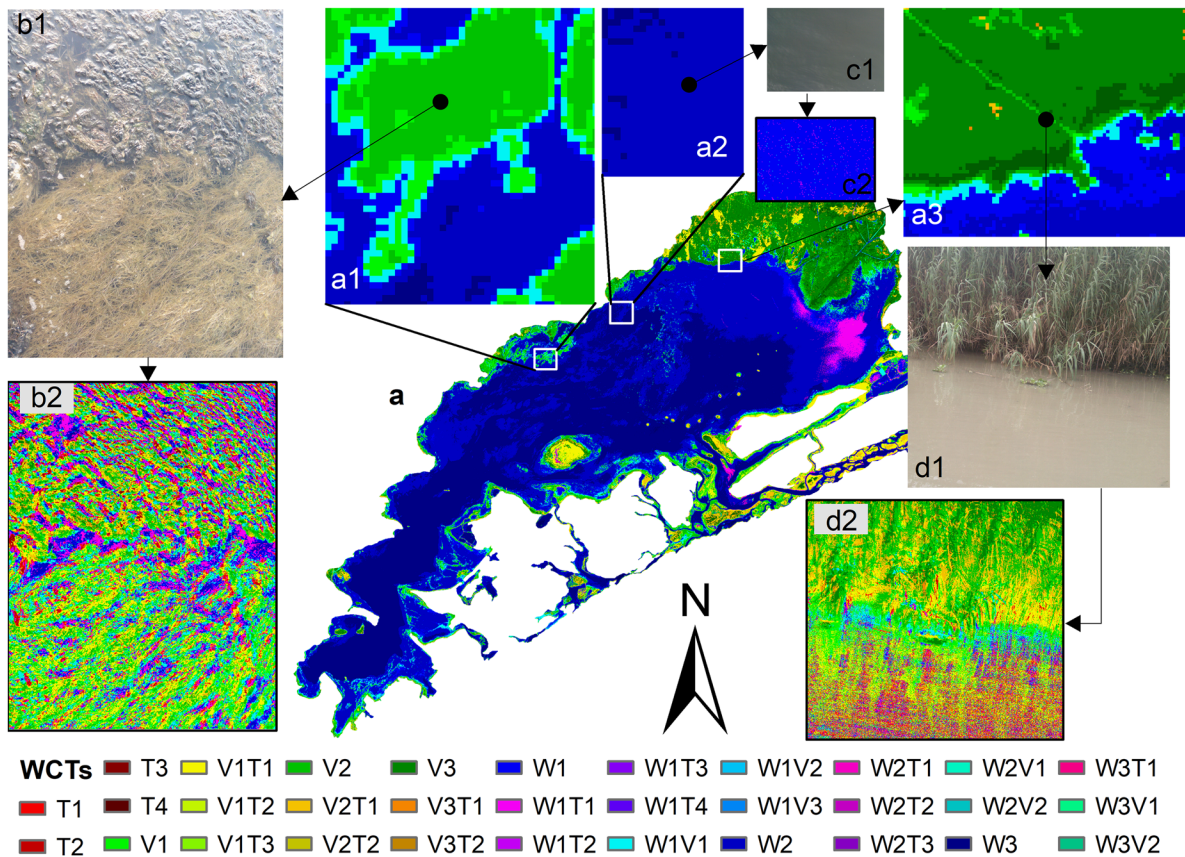 b1
a1
a2
c1
c2
a3
a
b2
d1
d2
N
WCTs T3 V1T1 V2 V3 W1 W1T3 W1V2 W2T1 W2V1 W3T1
T1 T4 V1T2 V2T1 V3T1 W1T1 W1T4 W1V3 W2T2 W2V2 W3V1
T2 V1 V1T3 V2T2 V3T2 W1T2 W1V1 W2 W2T3 W3 W3V2